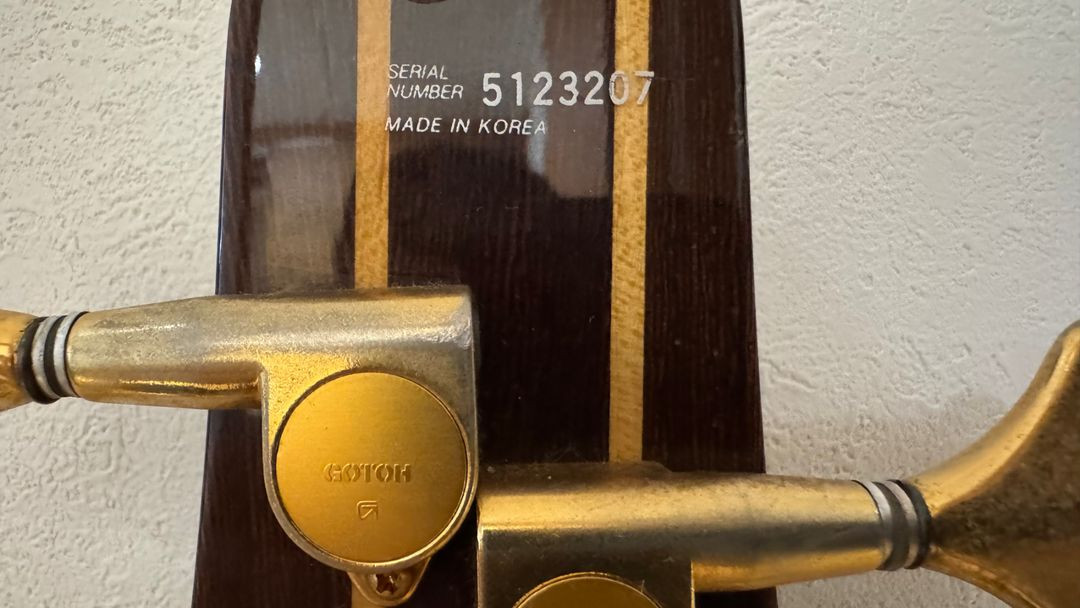 SERIAL
NUMBER 5123207
MADE IN KOREA
GOTOH